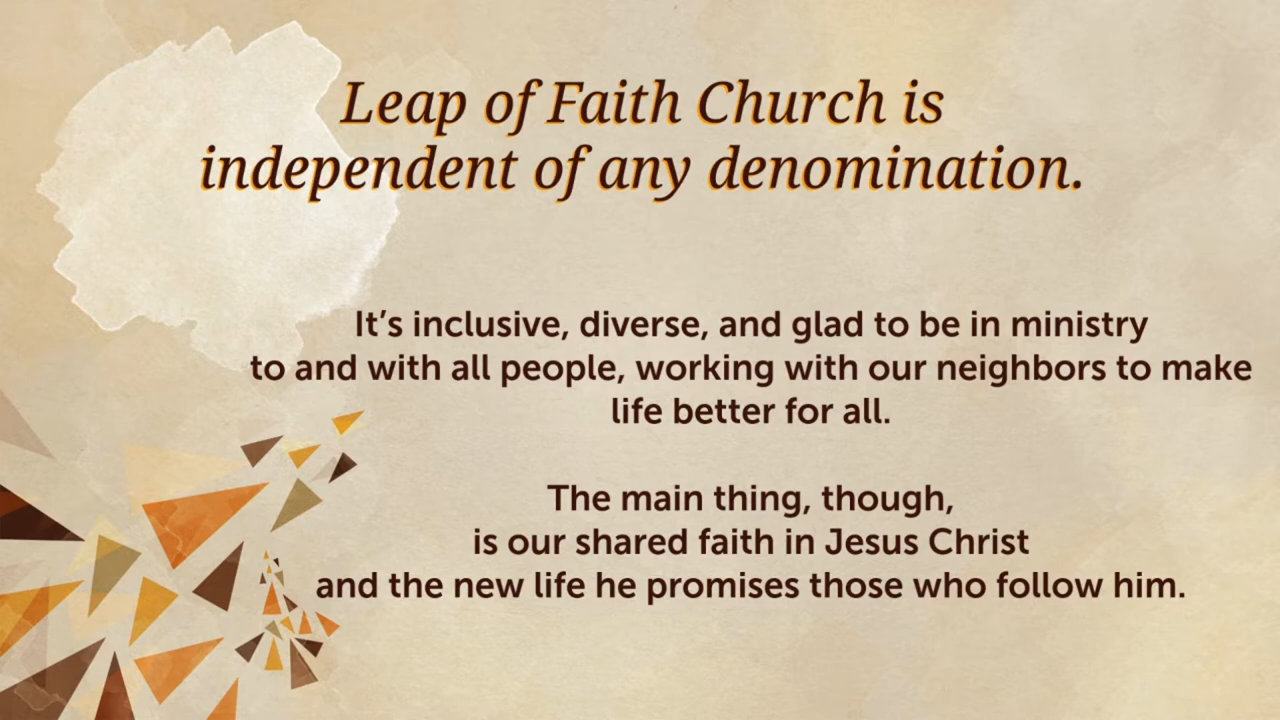 Leap of Faith Church is
independent of any denomination.
It’s inclusive, diverse, and glad to be in ministry
to and with all people, working with our neighbors to make
life better for all.
The main thing, though,
is our shared faith in Jesus Christ
and the new life he promises those who follow him.